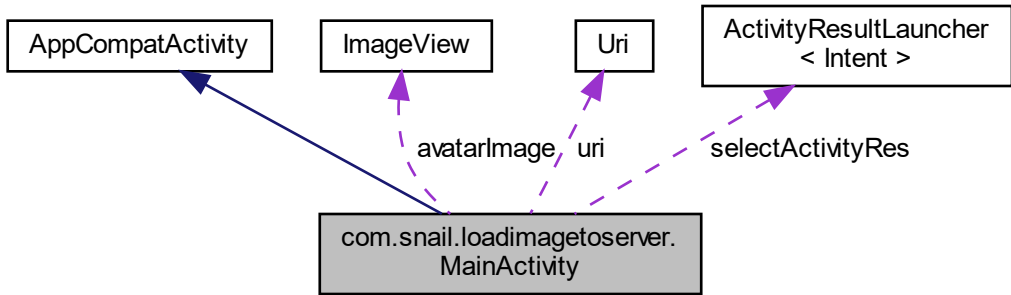 AppCompatActivity
ImageView
Uri
ActivityResultLauncher
< Intent >
avatarImage
uri
selectActivityRes
com.snail.loadimagetoserver.
MainActivity